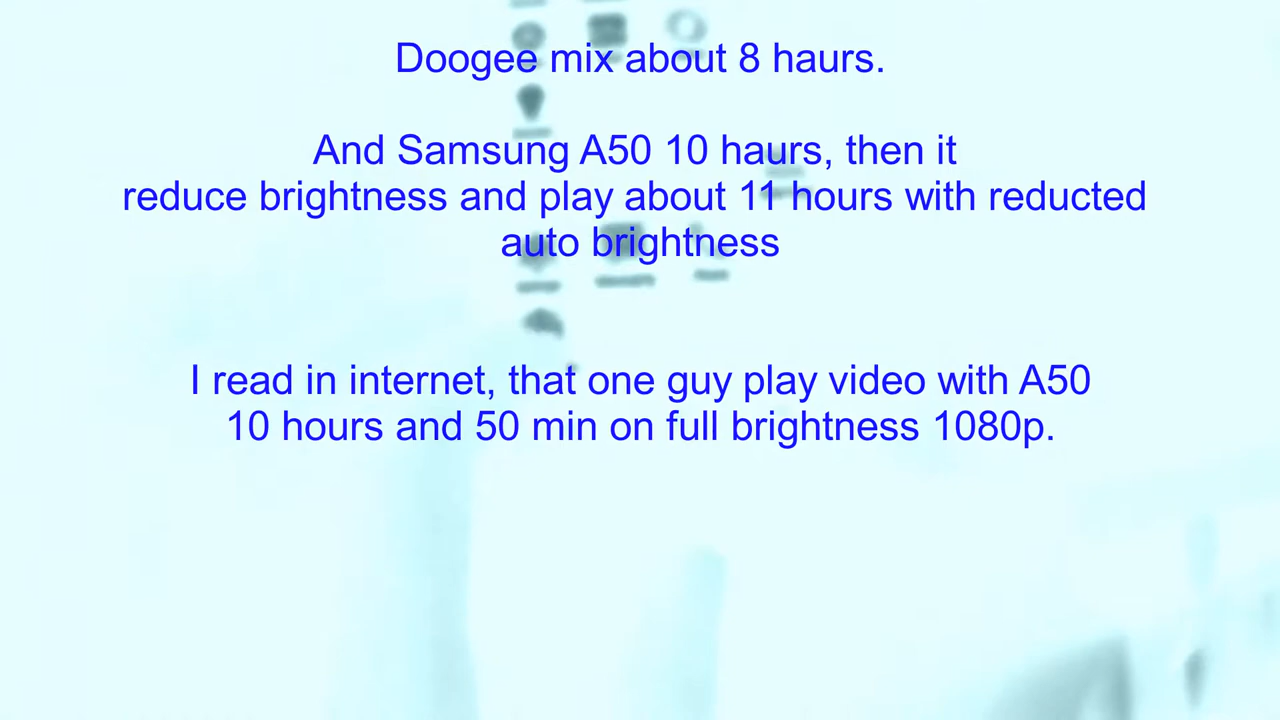 Doogee mix about 8 haurs.
And Samsung A50 10 haurs, then it
reduce brightness and play about 11 hours with reducted
auto brightness
I read in internet, that one guy play video with A50
10 hours and 50 min on full brightness 1080p.